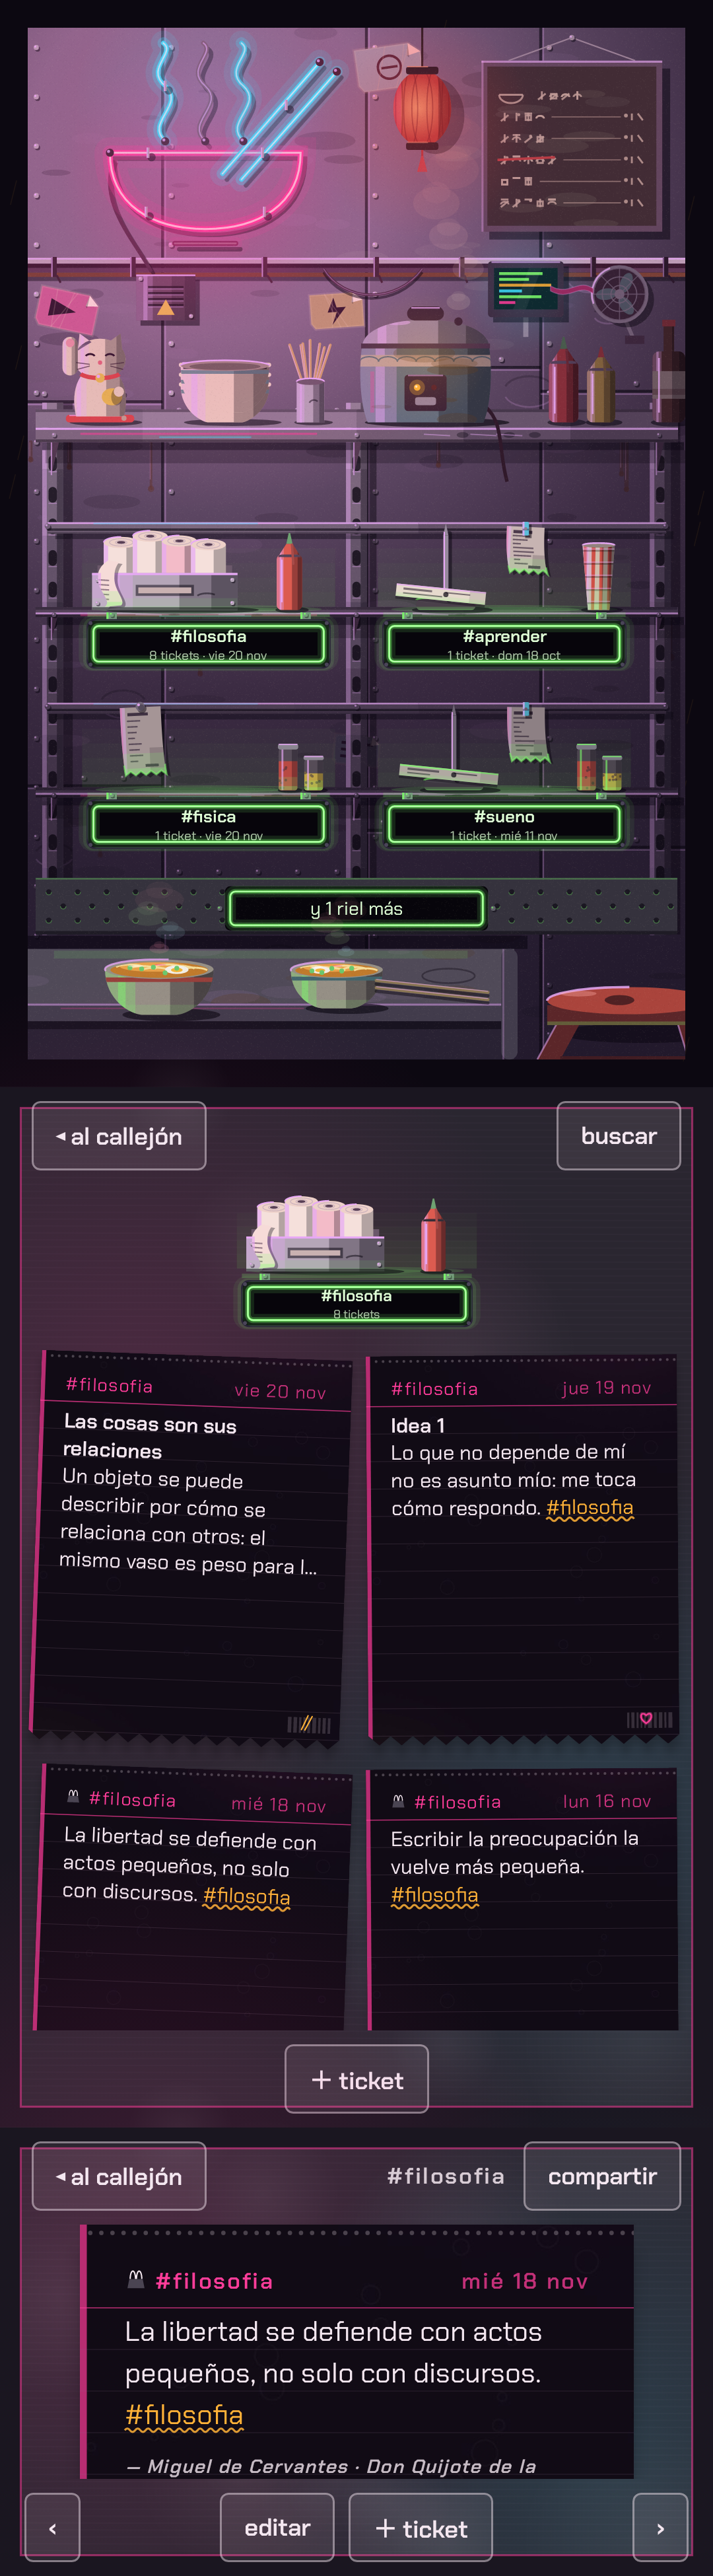 #filosofia
8 tickets · vie 20 nov
#aprender
1 ticket · dom 18 oct
#fisica
1 ticket · vie 20 nov
#sueno
1 ticket · mié 11 nov
y 1 riel más
◂ al callejón
buscar
#filosofia
8 tickets
#filosofia vie 20 nov
Las cosas son sus
relaciones
Un objeto se puede
describir por cómo se
relaciona con otros: el
mismo vaso es peso para l...
#filosofia jue 19 nov
Idea 1
Lo que no depende de mí
no es asunto mío: me toca
cómo respondo. #filosofia
#filosofia mié 18 nov
La libertad se defiende con
actos pequeños, no solo
con discursos. #filosofia
#filosofia lun 16 nov
Escribir la preocupación la
vuelve más pequeña.
#filosofia
+ ticket
◂ al callejón
#filosofia
compartir
#filosofia mié 18 nov
La libertad se defiende con actos
pequeños, no solo con discursos.
#filosofia
— Miguel de Cervantes · Don Quijote de la
‹
editar
+ ticket
›